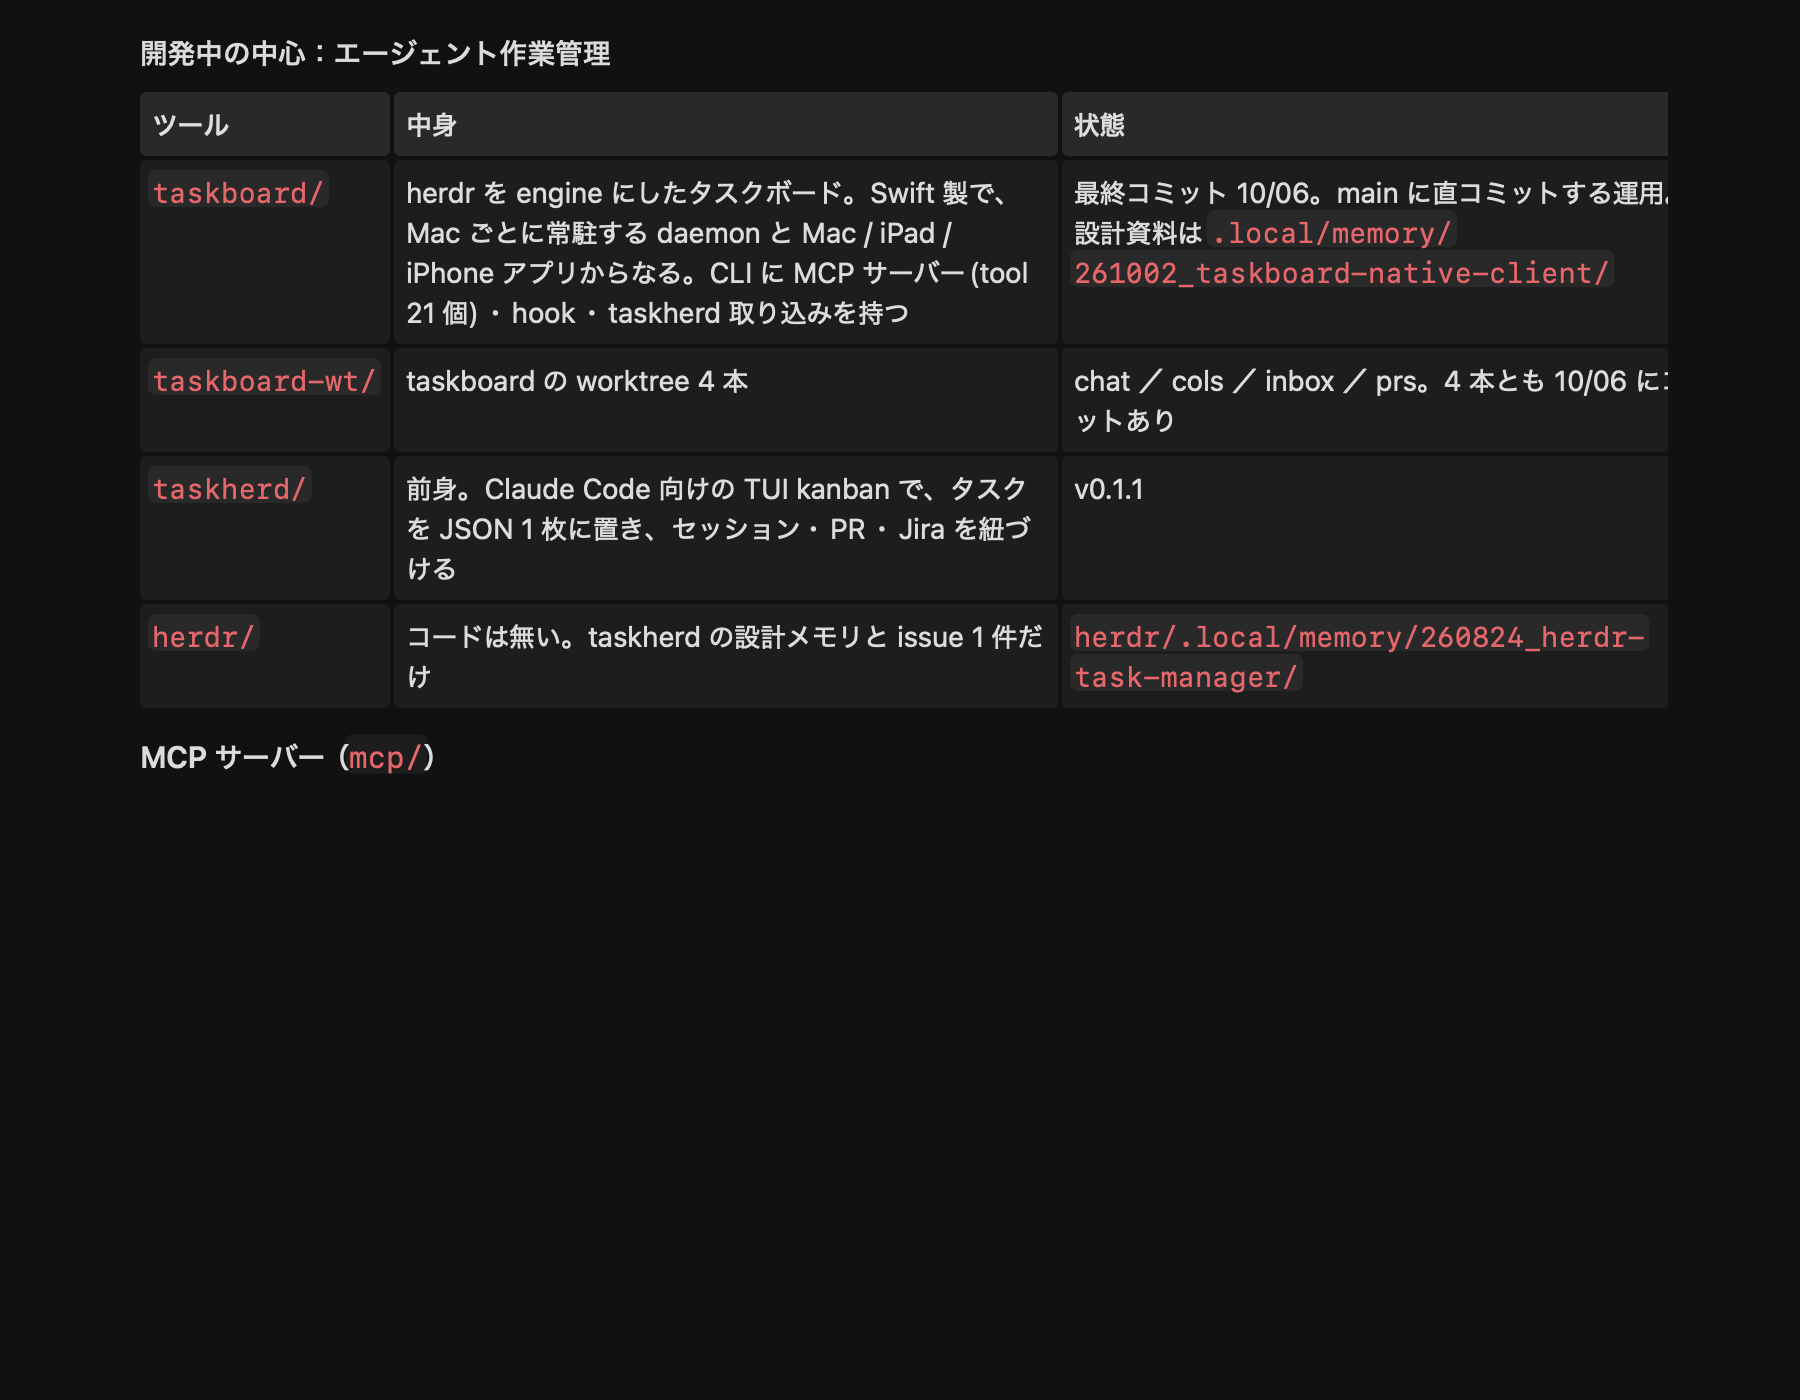 開発中の中心：エージェント作業管理
ツール
中身
状態
taskboard/
herdr を engine にしたタスクボード。Swift 製で、
Mac ごとに常駐する daemon と Mac / iPad /
iPhone アプリからなる。CLI に MCP サーバー (tool
21 個) ・ hook ・ taskherd 取り込みを持つ
最終コミット 10/06。main に直コミットする運用。
設計資料は .local/memory/
261002_taskboard-native-client/
taskboard-wt/
taskboard の worktree 4 本
chat ／ cols ／ inbox ／ prs。4 本とも 10/06 に
ットあり
taskherd/
前身。Claude Code 向けの TUI kanban で、タスク
を JSON 1 枚に置き、セッション・ PR ・ Jira を紐づ
ける
v0.1.1
herdr/
コードは無い。taskherd の設計メモリと issue 1 件だ
け
herdr/.local/memory/260824_herdr-
task-manager/
MCP サーバー（mcp/）